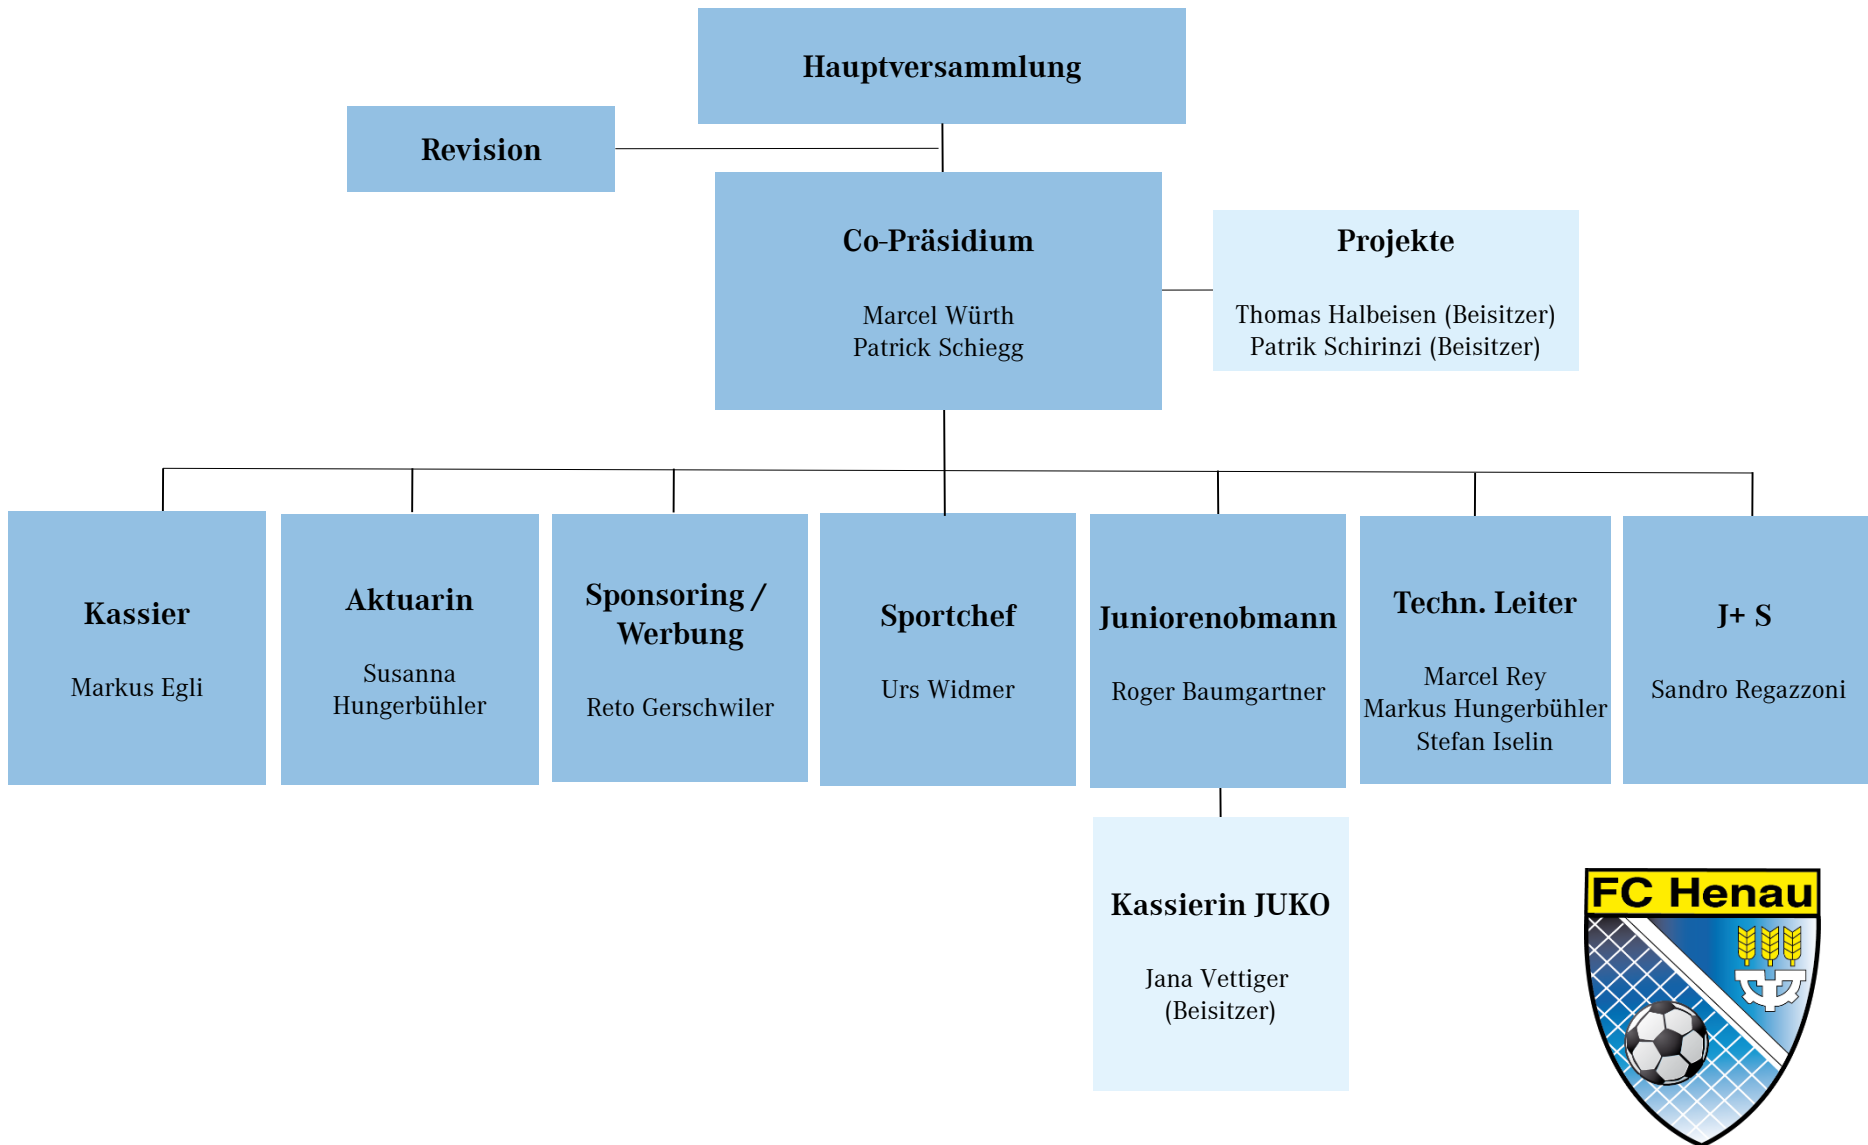 Hauptversammlung
Revision
Co-Präsidium
Marcel Würth
Patrick Schiegg
Projekte
Thomas Halbeisen (Beisitzer)
Patrik Schirinzi (Beisitzer)
Kassier
Markus Egli
Aktuarin
Susanna
Hungerbühler
Sponsoring /
Werbung
Reto Gerschwiler
Sportchef
Urs Widmer
Juniorenobmann
Roger Baumgartner
Techn. Leiter
Marcel Rey
Markus Hungerbühler
Stefan Iselin
J+ S
Sandro Regazzoni
Kassierin JUKO
Jana Vettiger
(Beisitzer)
FC Henau